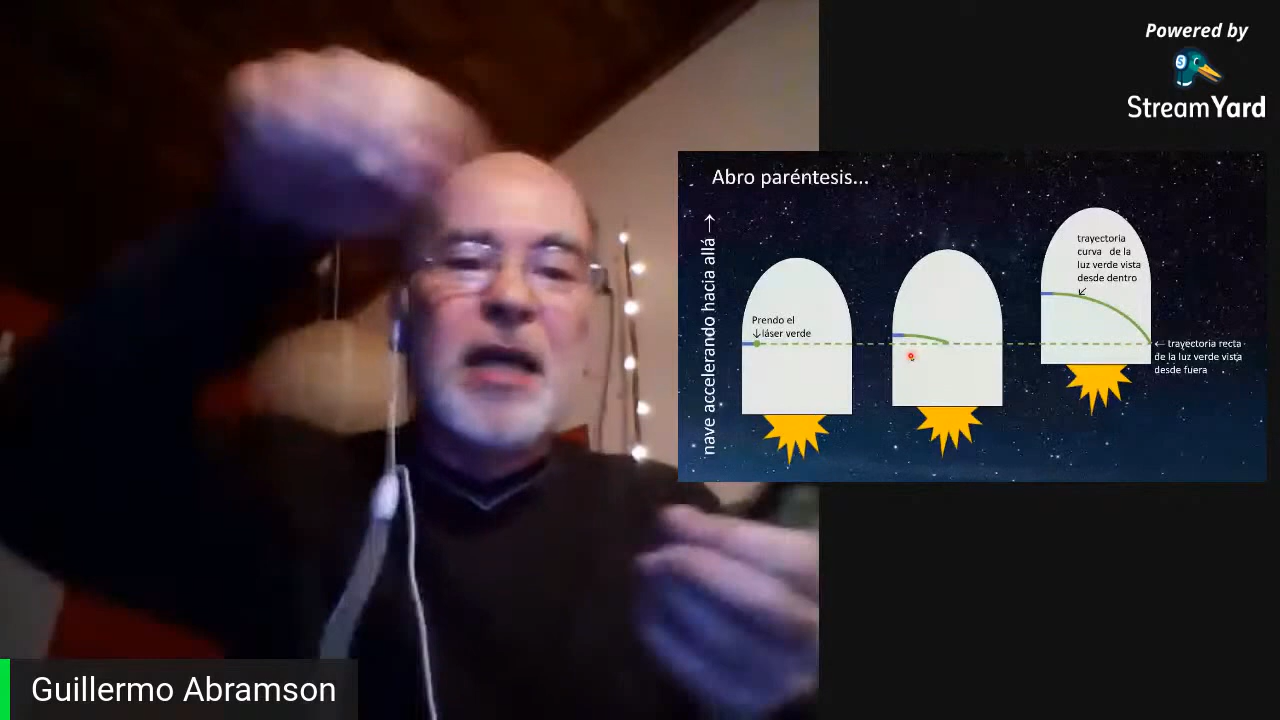 Powered by
StreamYard
Abro paréntesis...
nave accelerando hacia allá →
Prendo el
↓láser verde
trayectoria
curva de la
luz verde vista
desde dentro
↙
← trayectoria recta
de la luz verde vista
desde fuera
Guillermo Abramson